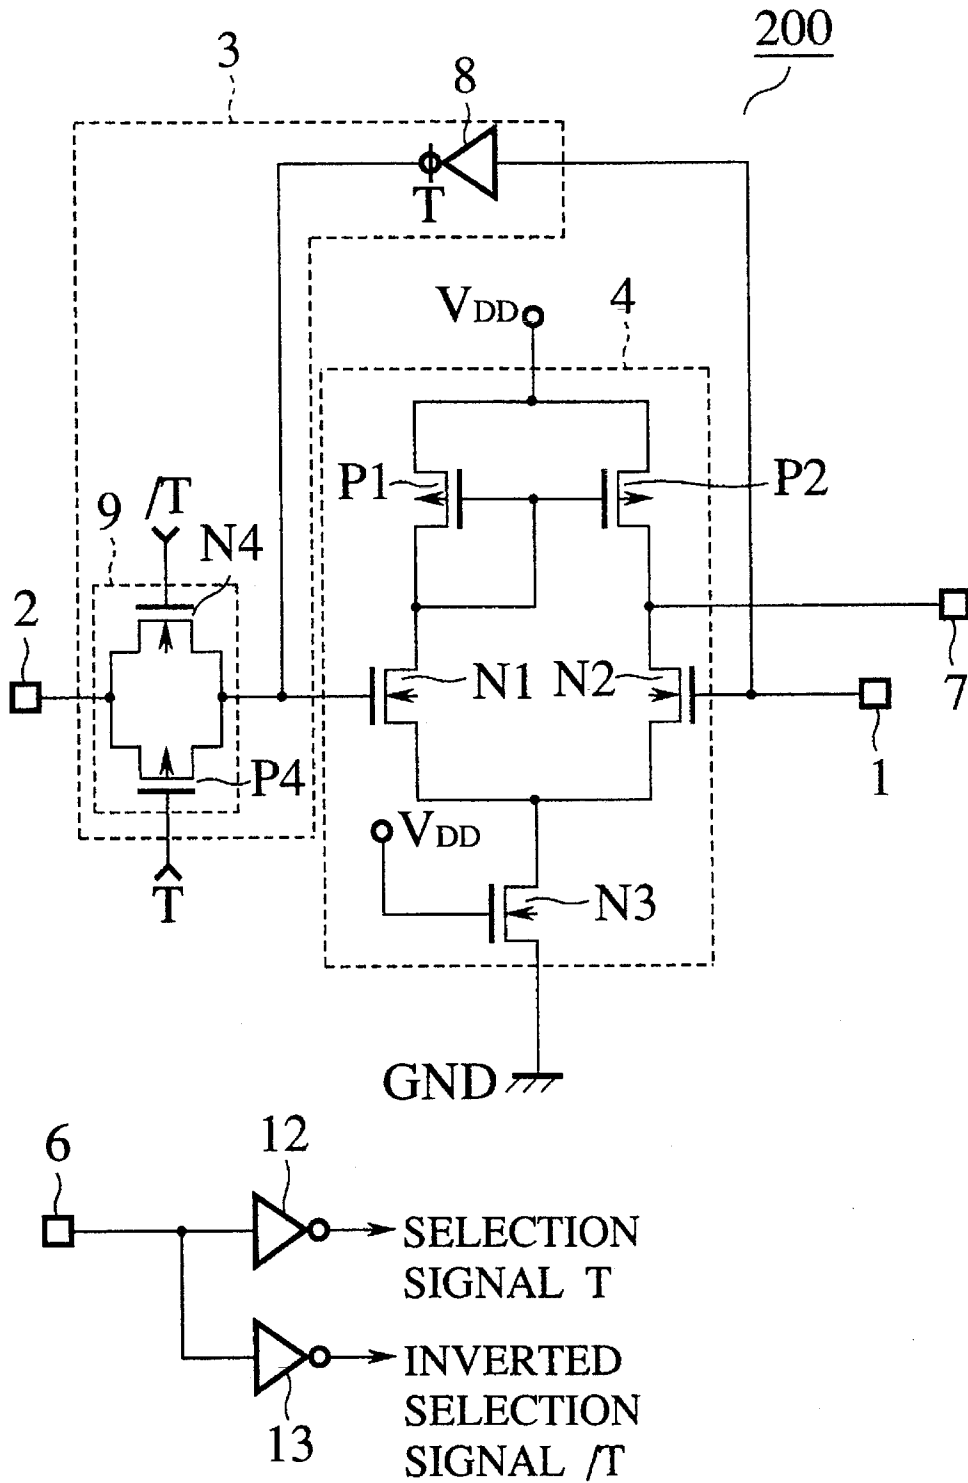 200
3
8
T
VDD
4
P1
P2
/T
9
N4
2
N1
N2
7
P4
1
VDD
T
N3
GND
6
12
SELECTION
SIGNAL T
INVERTED
SELECTION
SIGNAL /T
13